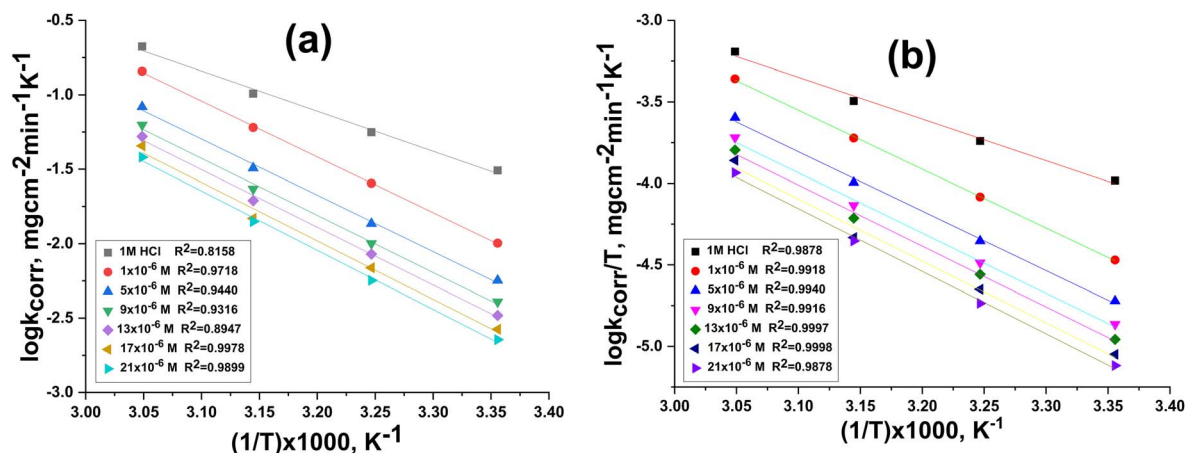 (a)
logkcorr, mgcm⁻²min⁻¹K⁻¹
-0.5
-1.0
-1.5
-2.0
-2.5
-3.0
1M HCl R²=0.8158
1x10⁻⁶ M R²=0.9718
5x10⁻⁶ M R²=0.9440
9x10⁻⁶ M R²=0.9316
13x10⁻⁶ M R²=0.8947
17x10⁻⁶ M R²=0.9978
21x10⁻⁶ M R²=0.9899
3.00 3.05 3.10 3.15 3.20 3.25 3.30 3.35 3.40
(1/T)x1000, K⁻¹
(b)
logkcorr/T, mgcm⁻²min⁻¹K⁻¹
-3.0
-3.5
-4.0
-4.5
-5.0
1M HCl R²=0.9878
1x10⁻⁶ M R²=0.9918
5x10⁻⁶ M R²=0.9940
9x10⁻⁶ M R²=0.9916
13x10⁻⁶ M R²=0.9997
17x10⁻⁶ M R²=0.9998
21x10⁻⁶ M R²=0.9878
3.00 3.05 3.10 3.15 3.20 3.25 3.30 3.35 3.40
(1/T)x1000, K⁻¹